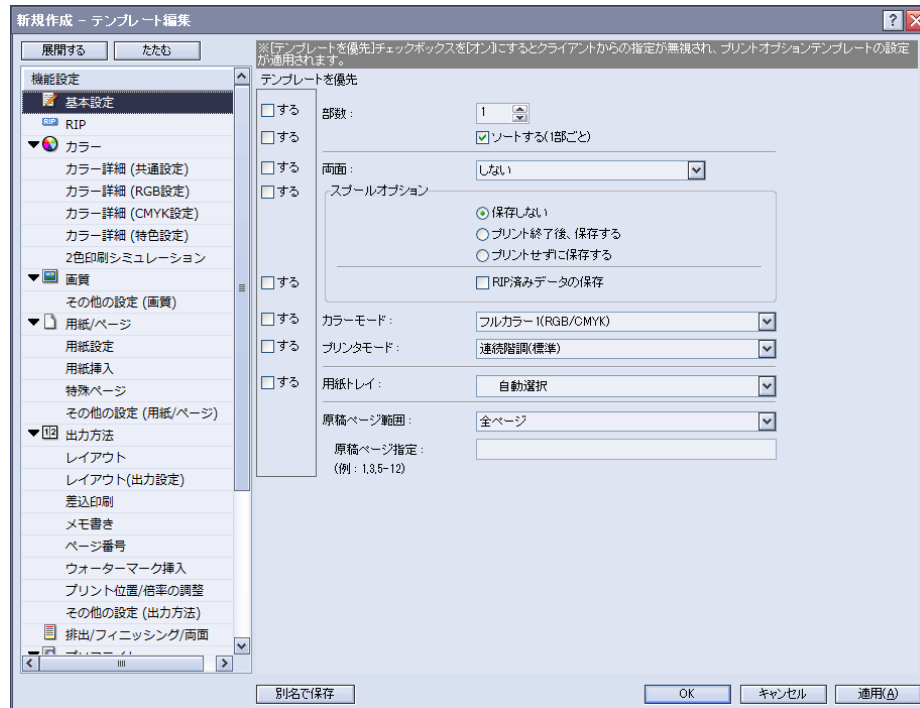 新規作成 - テンプレート編集
展開する
たたむ
※[テンプレートを優先]チェックボックスを[オン]にするとクライアントからの指定が無視され、プリントオプションテンプレートの設定
が適用されます。
機能設定
基本設定
RIP RIP
カラー
カラー詳細 (共通設定)
カラー詳細 (RGB設定)
カラー詳細 (CMYK設定)
カラー詳細 (特色設定)
2色印刷シミュレーション
画質
その他の設定 (画質)
用紙/ページ
用紙設定
用紙挿入
特殊ページ
その他の設定 (用紙/ページ)
出力方法
レイアウト
レイアウト(出力設定)
差込印刷
メモ書き
ページ番号
ウォーターマーク挿入
プリント位置/倍率の調整
その他の設定 (出力方法)
排出/フィニッシング/両面
テンプレートを優先
する 部数 : 1
する ソートする(1部ごと)
する 両面 : しない
する スプールオプション
保存しない
プリント終了後、保存する
プリントせずに保存する
する RIP済みデータの保存
する カラーモード : フルカラー1(RGB/CMYK)
する プリンタモード : 連続階調(標準)
する 用紙トレイ : 自動選択
原稿ページ範囲 : 全ページ
原稿ページ指定 :
(例 : 1,3,5-12)
別名で保存
OK
キャンセル
適用(A)